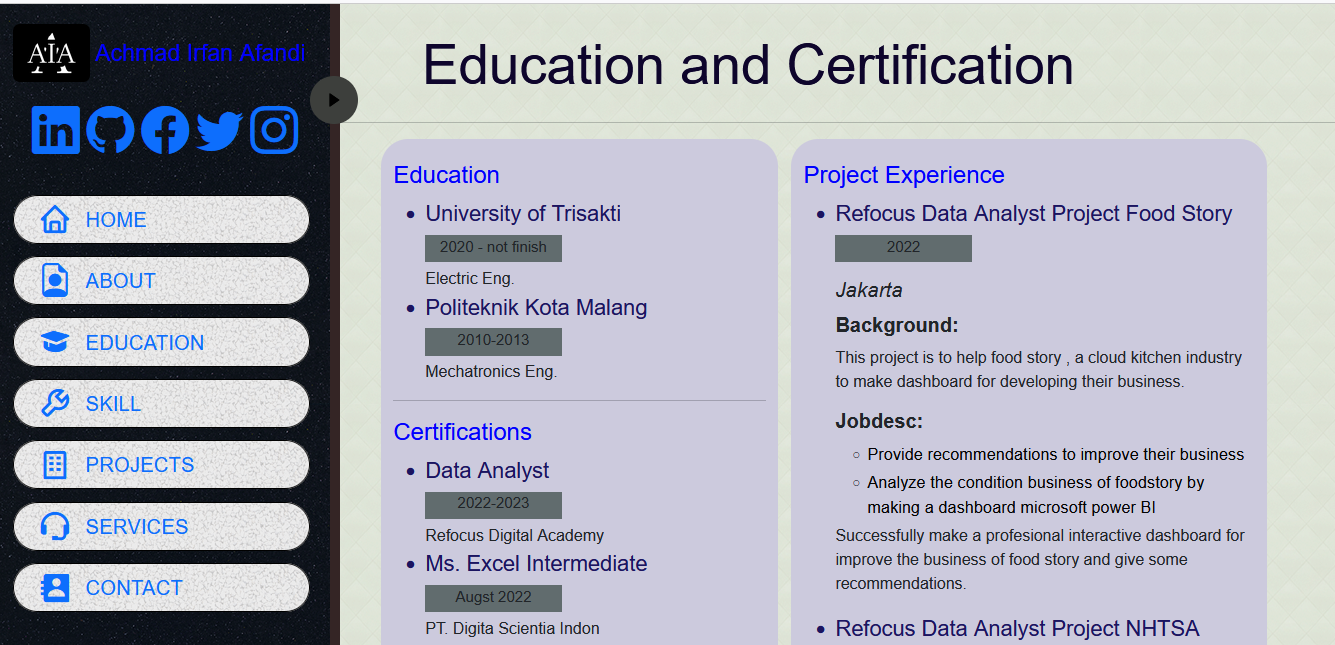 AIA
Achmad Irfan Afandi
HOME
ABOUT
EDUCATION
SKILL
PROJECTS
SERVICES
CONTACT
Education and Certification
Education
University of Trisakti
2020 - not finish
Electric Eng.
Politeknik Kota Malang
2010-2013
Mechatronics Eng.
Certifications
Data Analyst
2022-2023
Refocus Digital Academy
Ms. Excel Intermediate
Augst 2022
PT. Digita Scientia Indon
Project Experience
Refocus Data Analyst Project Food Story
2022
Jakarta
Background:
This project is to help food story , a cloud kitchen industry
to make dashboard for developing their business.
Jobdesc:
Provide recommendations to improve their business
Analyze the condition business of foodstory by
making a dashboard microsoft power BI
Successfully make a profesional interactive dashboard for
improve the business of food story and give some
recommendations.
Refocus Data Analyst Project NHTSA